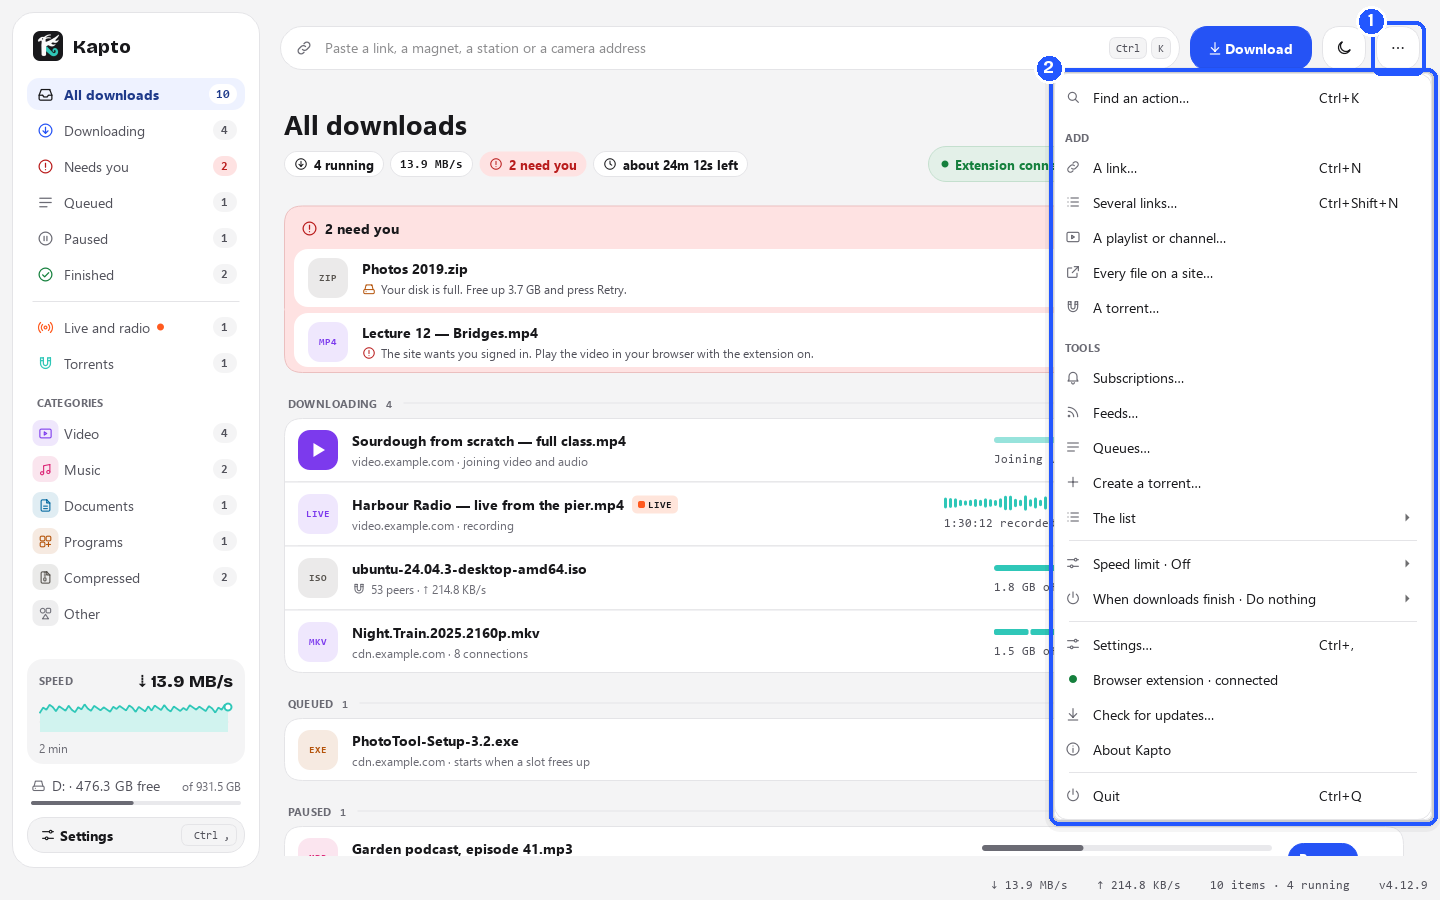 Kapto
All downloads 10
Downloading 4
Needs you 2
Queued 1
Paused 1
Finished 2
Live and radio 1
Torrents 1
CATEGORIES
Video 4
Music 2
Documents 1
Programs 1
Compressed 2
Other
SPEED ↓ 13.9 MB/s
2 min
D: · 476.3 GB free of 931.5 GB
Settings Ctrl ,
Paste a link, a magnet, a station or a camera address Ctrl K
Download
1
2
All downloads
4 running 13.9 MB/s 2 need you about 24m 12s left
Extension conn
2 need you
ZIP
Photos 2019.zip
Your disk is full. Free up 3.7 GB and press Retry.
MP4
Lecture 12 — Bridges.mp4
The site wants you signed in. Play the video in your browser with the extension on.
DOWNLOADING 4
Sourdough from scratch — full class.mp4
video.example.com · joining video and audio
Joining
LIVE
Harbour Radio — live from the pier.mp4 LIVE
video.example.com · recording
1:30:12 recorde
ISO
ubuntu-24.04.3-desktop-amd64.iso
53 peers · ↑ 214.8 KB/s
1.8 GB o
MKV
Night.Train.2025.2160p.mkv
cdn.example.com · 8 connections
1.5 GB o
QUEUED 1
EXE
PhotoTool-Setup-3.2.exe
cdn.example.com · starts when a slot frees up
PAUSED 1
Garden podcast, episode 41.mp3
Find an action... Ctrl+K
ADD
A link... Ctrl+N
Several links... Ctrl+Shift+N
A playlist or channel...
Every file on a site...
A torrent...
TOOLS
Subscriptions...
Feeds...
Queues...
Create a torrent...
The list
Speed limit · Off
When downloads finish · Do nothing
Settings... Ctrl+,
Browser extension · connected
Check for updates...
About Kapto
Quit Ctrl+Q
↓ 13.9 MB/s ↑ 214.8 KB/s 10 items · 4 running v4.12.9